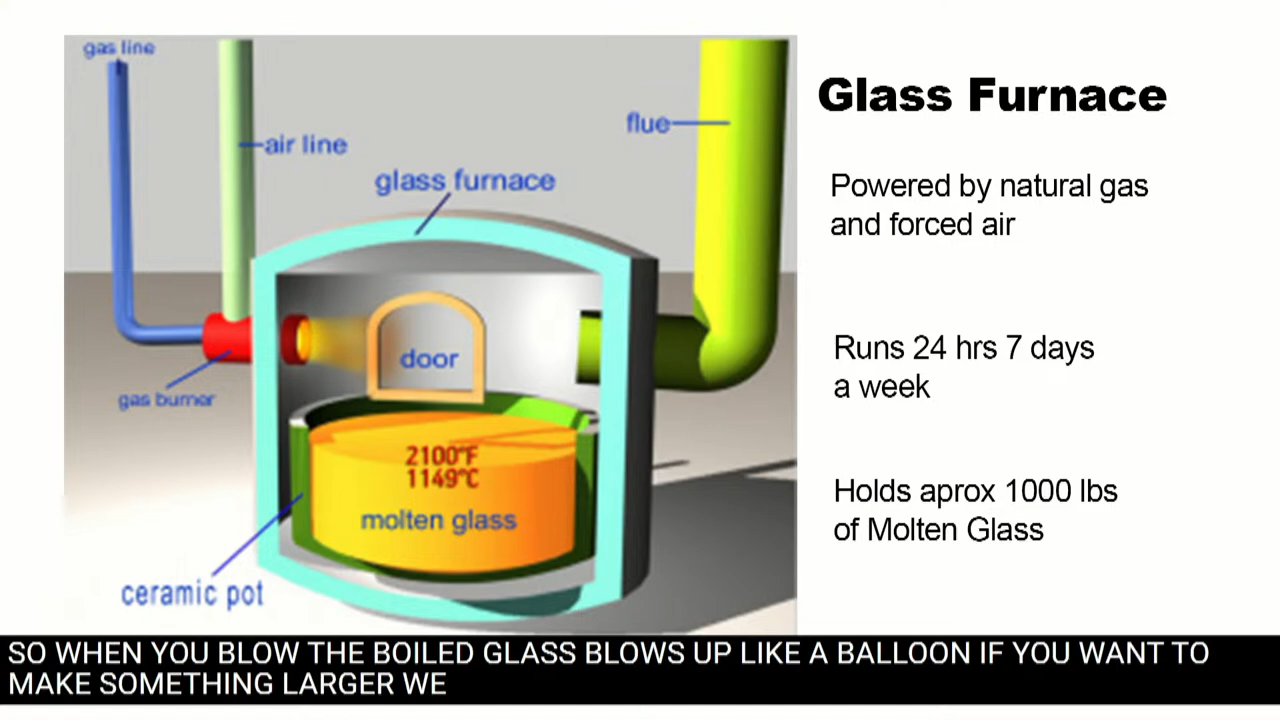 gas line
air line
flue
glass furnace
door
gas burner
2100°F
1149°C
molten glass
ceramic pot
Glass Furnace
Powered by natural gas
and forced air
Runs 24 hrs 7 days
a week
Holds aprox 1000 lbs
of Molten Glass
SO WHEN YOU BLOW THE BOILED GLASS BLOWS UP LIKE A BALLOON IF YOU WANT TO
MAKE SOMETHING LARGER WE